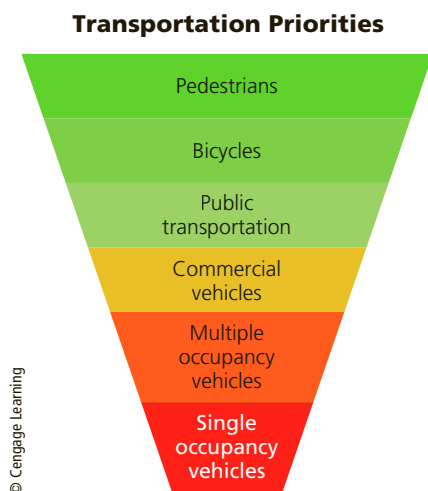 Transportation Priorities
Pedestrians
Bicycles
Public
transportation
Commercial
vehicles
Multiple
occupancy
vehicles
Single
occupancy
vehicles
© Cengage Learning